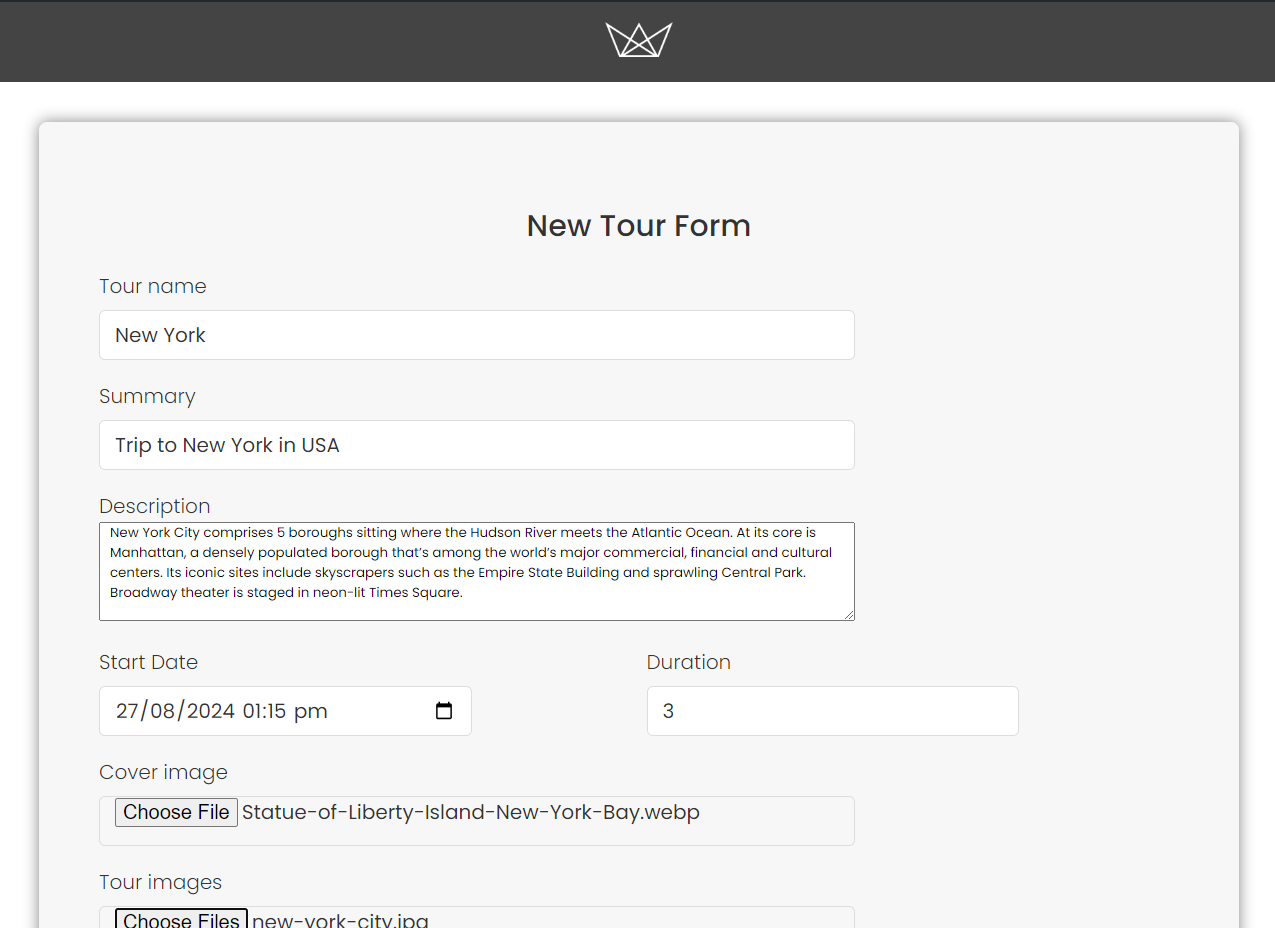 New Tour Form
Tour name
New York
Summary
Trip to New York in USA
Description
New York City comprises 5 boroughs sitting where the Hudson River meets the Atlantic Ocean. At its core is
Manhattan, a densely populated borough that’s among the world’s major commercial, financial and cultural
centers. Its iconic sites include skyscrapers such as the Empire State Building and sprawling Central Park.
Broadway theater is staged in neon-lit Times Square.
Start Date
Duration
27/08/2024 01:15 pm
3
Cover image
Choose File Statue-of-Liberty-Island-New-York-Bay.webp
Tour images
Choose Files new-york-city.jpg